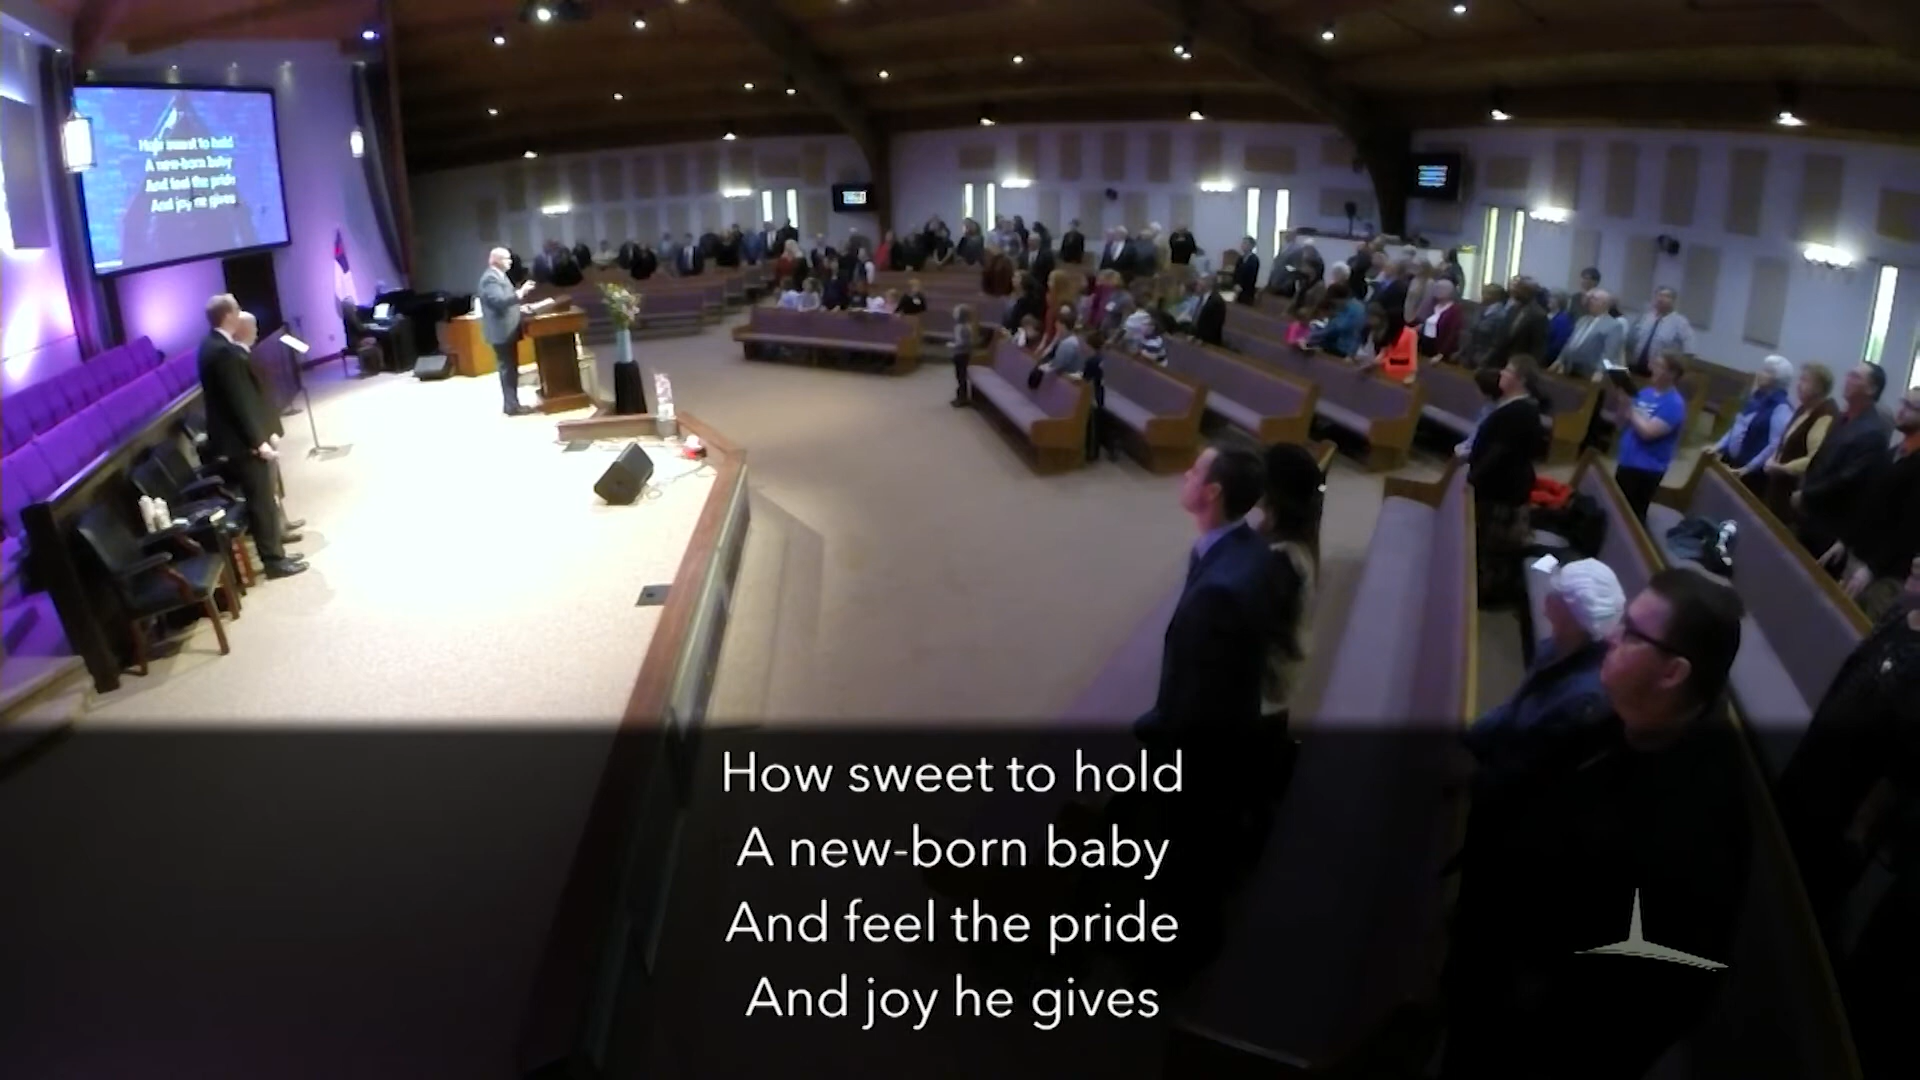 How sweet to hold
A new-born baby
And feel the pride
And joy he gives
How sweet to hold
A new-born baby
And feel the pride
And joy he gives